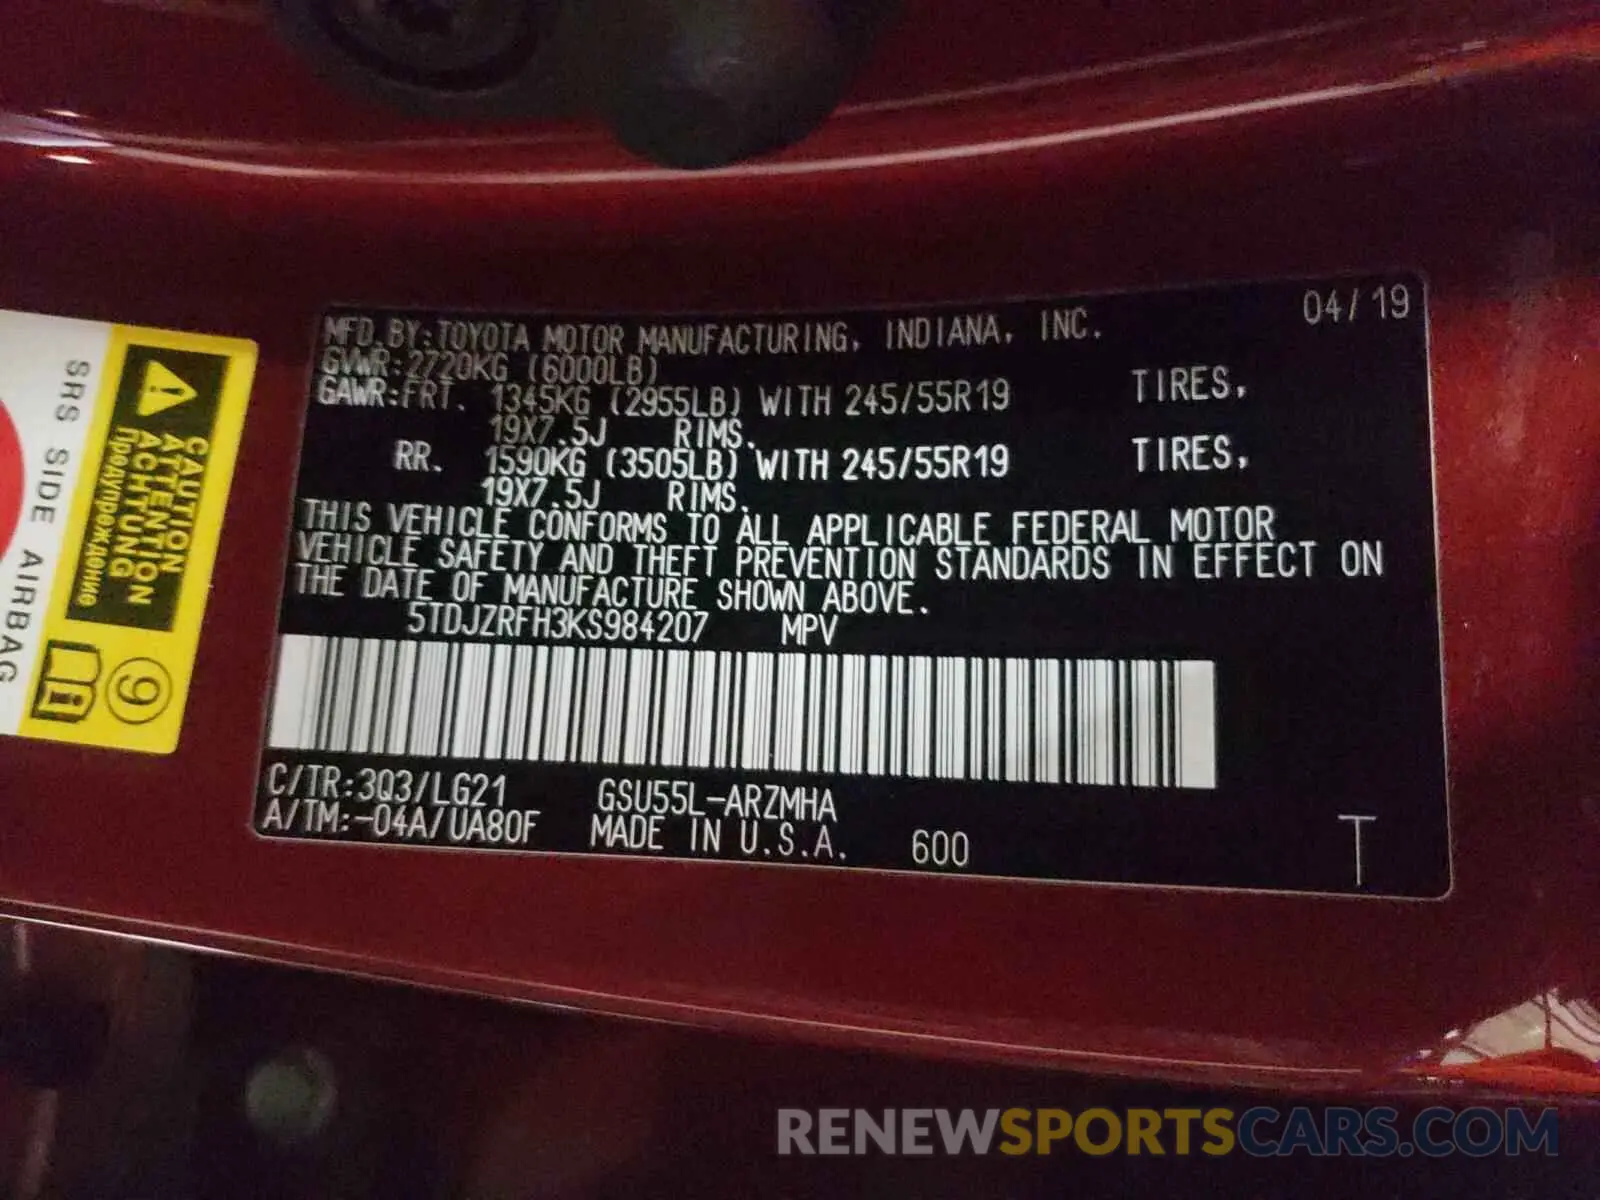 MFD.BY:TOYOTA MOTOR MANUFACTURING, INDIANA, INC. 04/19
GVWR:2720KG (6000LB)
GAWR:FRT. 1345KG (2955LB) WITH 245/55R19 TIRES,
19X7.5J RIMS.
RR. 1590KG (3505LB) WITH 245/55R19 TIRES,
19X7.5J RIMS.
THIS VEHICLE CONFORMS TO ALL APPLICABLE FEDERAL MOTOR
VEHICLE SAFETY AND THEFT PREVENTION STANDARDS IN EFFECT ON
THE DATE OF MANUFACTURE SHOWN ABOVE.
5TDJZRFH3KS984207 MPV
C/TR:3Q3/LG21 GSU55L-ARZMHA
A/TM:-04A/UA80F MADE IN U.S.A. 600 T
CAUTION
ATTENTION
ACHTUNG
Предупреждение
9
SRS SIDE AIRBAG
RENEWSPORTSCARS.COM